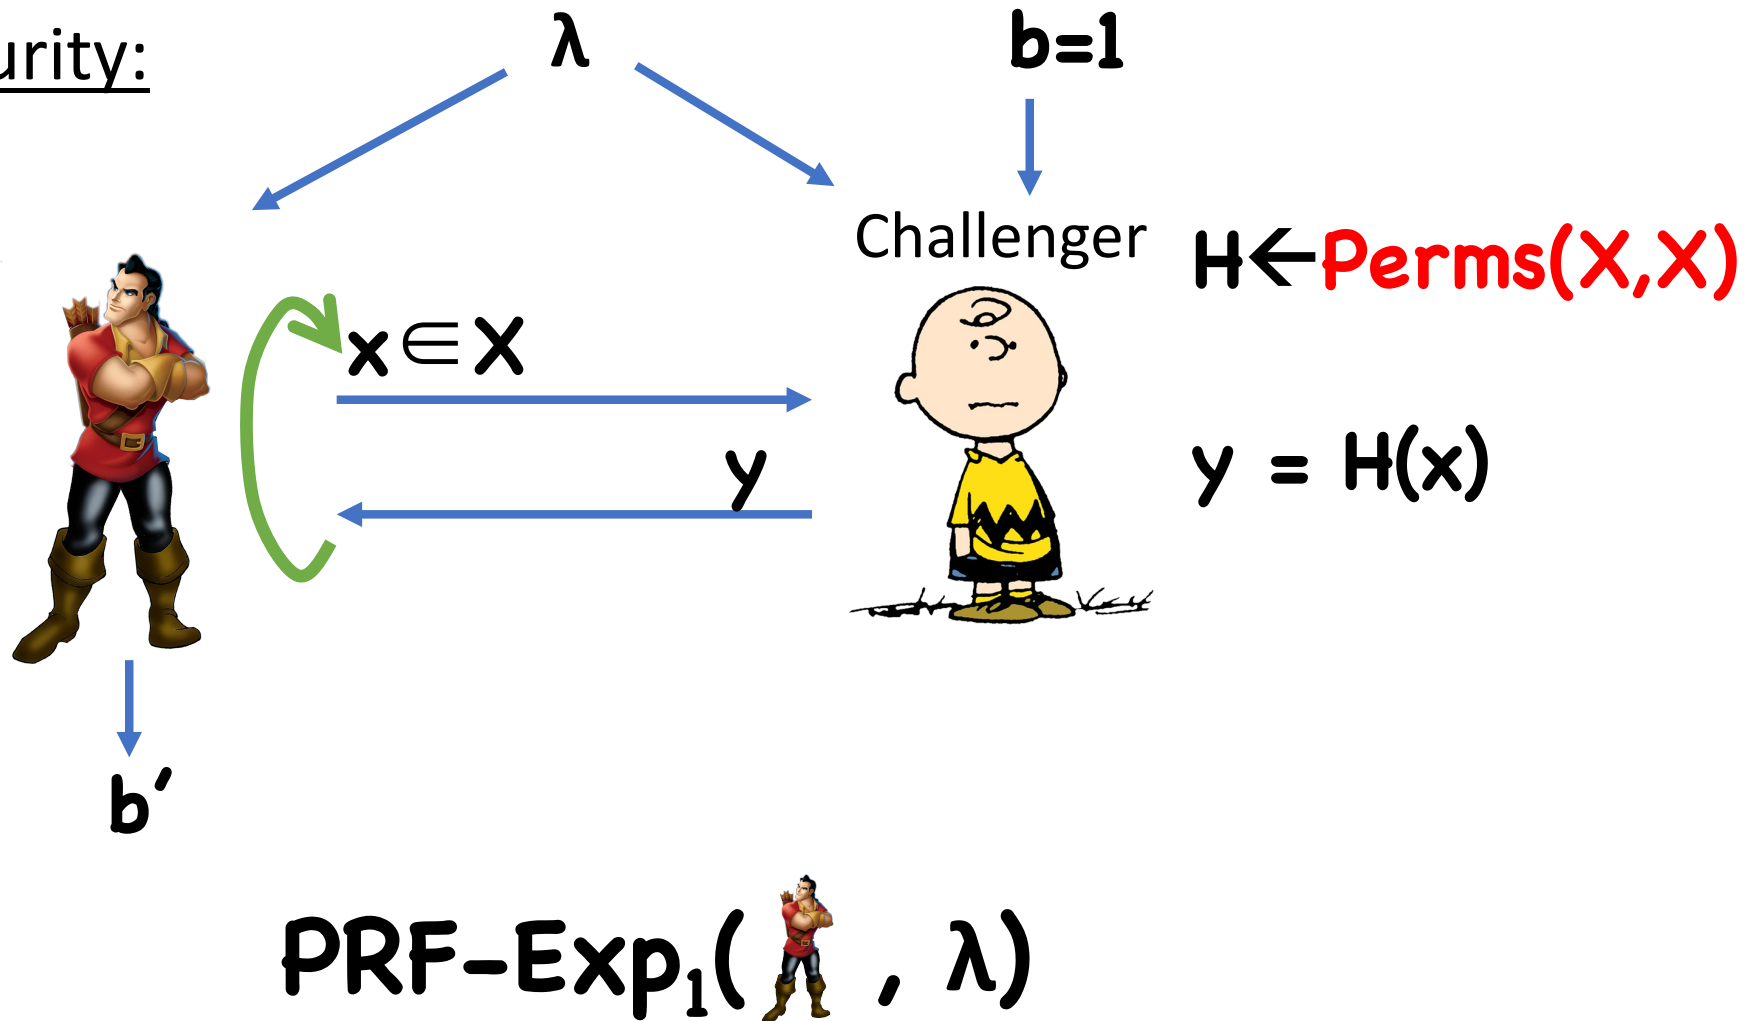 urity:
λ
b=1
Challenger
H←Perms(X,X)
x∈X
y
y = H(x)
b′
PRF-Exp₁( , λ)